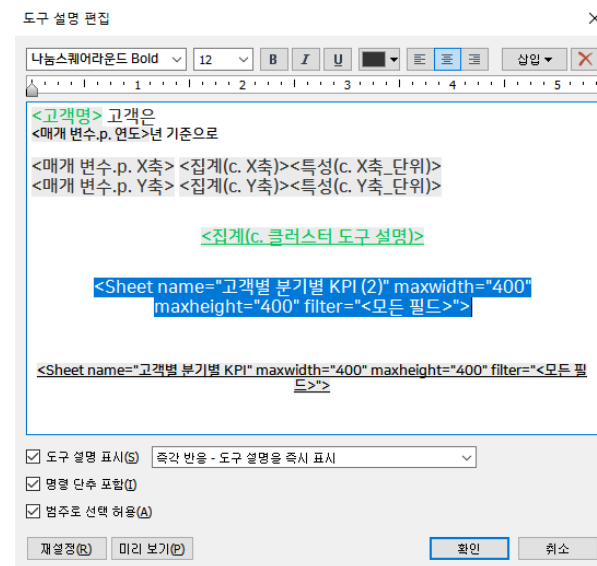 도구 설명 편집
나눔스퀘어라운드 Bold 12 B I U 삽입
1 2 3 4 5
<고객명> 고객은
<매개 변수.p. 연도>년 기준으로
<매개 변수.p. X축> <집계(c. X축)><특성(c. X축_단위)>
<매개 변수.p. Y축> <집계(c. Y축)><특성(c. Y축_단위)>
<집계(c. 클러스터 도구 설명)>
<Sheet name="고객별 분기별 KPI (2)" maxwidth="400"
maxheight="400" filter="<모든 필드>">
<Sheet name="고객별 분기별 KPI" maxwidth="400" maxheight="400" filter="<모든 필
드>">
도구 설명 표시(S) 즉각 반응 - 도구 설명을 즉시 표시
명령 단추 포함(I)
범주로 선택 허용(A)
재설정(R) 미리 보기(P) 확인 취소